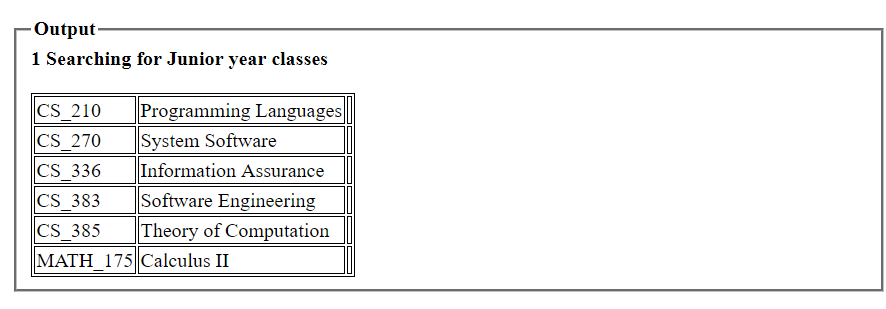 Output
1 Searching for Junior year classes
CS_210 Programming Languages
CS_270 System Software
CS_336 Information Assurance
CS_383 Software Engineering
CS_385 Theory of Computation
MATH_175 Calculus II